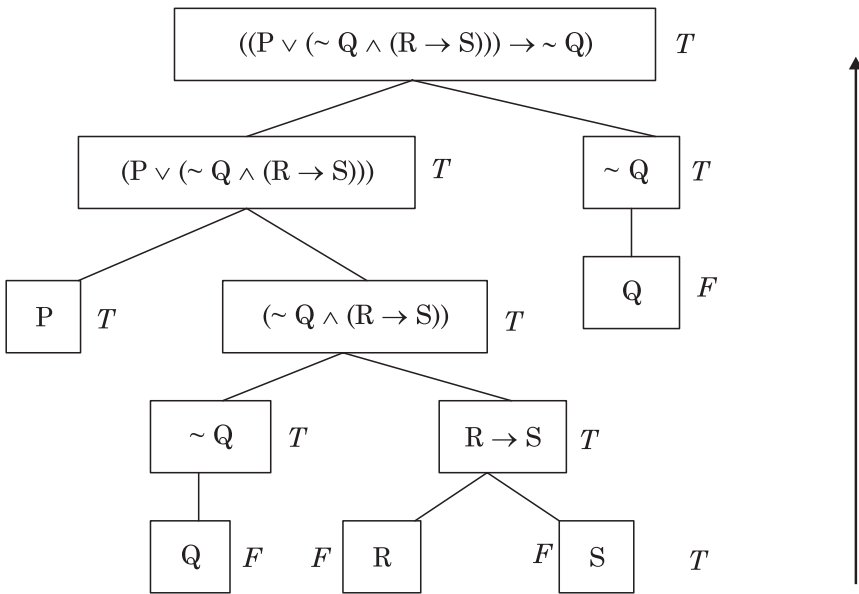 ((P ∨ (~ Q ∧ (R → S))) → ~ Q) T
(P ∨ (~ Q ∧ (R → S))) T ~ Q T
Q F
P T (~ Q ∧ (R → S)) T
~ Q T R → S T
Q F F R F S T